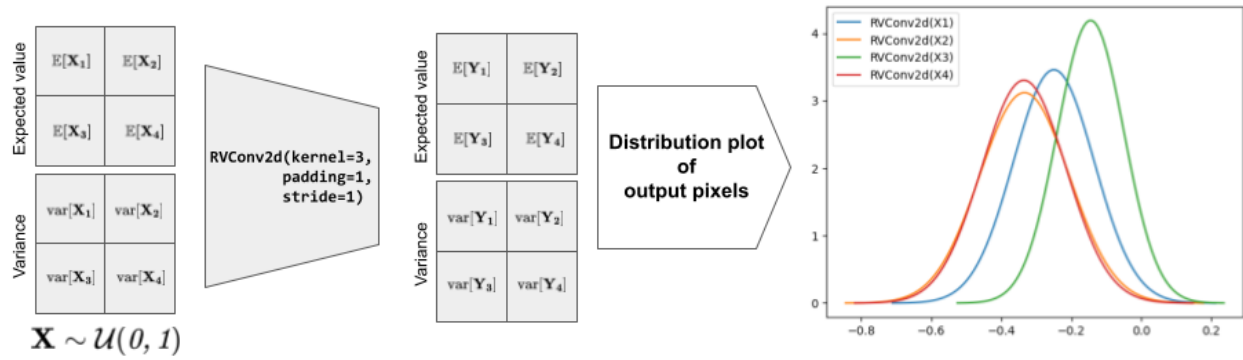 Expected value
𝔼[X₁] 𝔼[X₂]
𝔼[X₃] 𝔼[X₄]
Variance
var[X₁] var[X₂]
var[X₃] var[X₄]
X ∼ 𝒰(0, 1)
RVConv2d(kernel=3,
padding=1,
stride=1)
Expected value
𝔼[Y₁] 𝔼[Y₂]
𝔼[Y₃] 𝔼[Y₄]
Variance
var[Y₁] var[Y₂]
var[Y₃] var[Y₄]
Distribution plot
of
output pixels
RVConv2d(X1)
RVConv2d(X2)
RVConv2d(X3)
RVConv2d(X4)
4
3
2
1
0
−0.8 −0.6 −0.4 −0.2 0.0 0.2